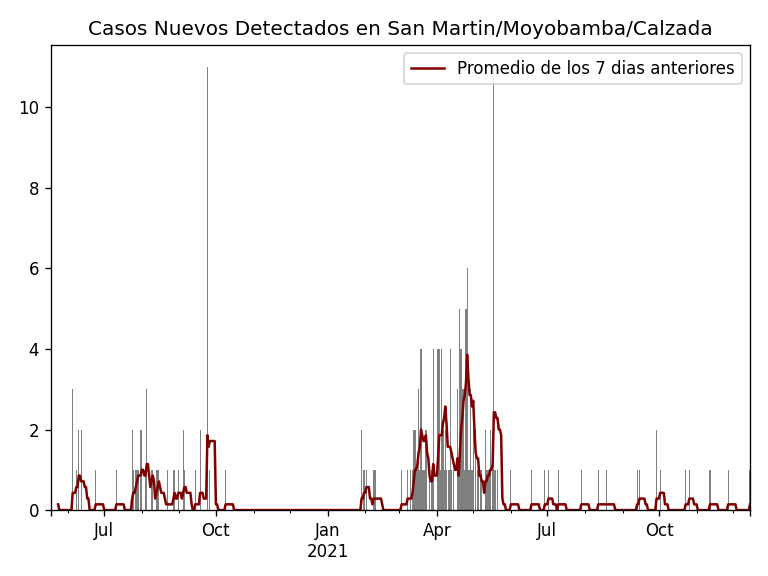 Casos Nuevos Detectados en San Martin/Moyobamba/Calzada
Promedio de los 7 dias anteriores
10
8
6
4
2
0
Jul Oct Jan Apr Jul Oct
2021